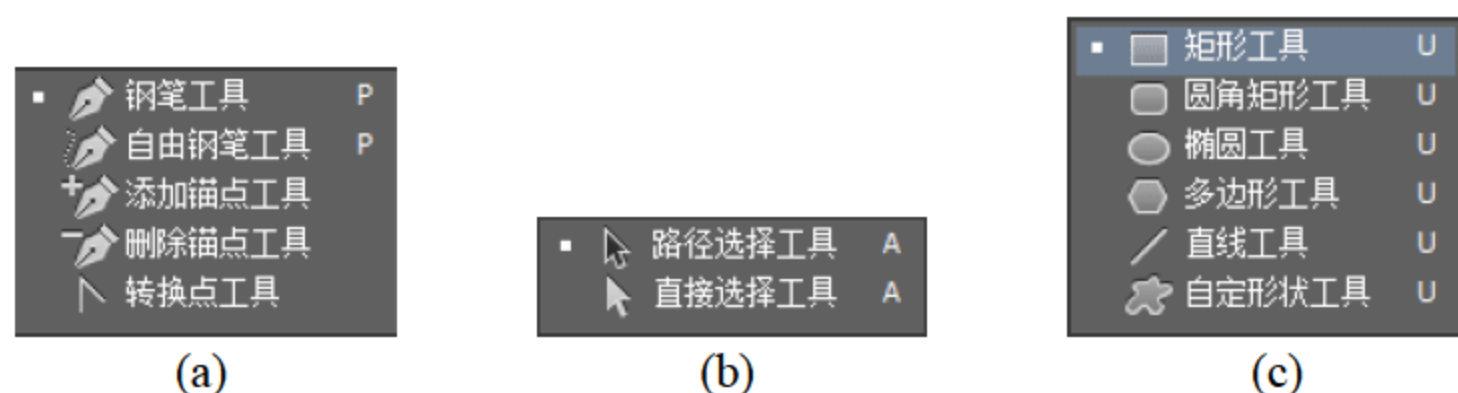 钢笔工具 P
自由钢笔工具 P
添加锚点工具
删除锚点工具
转换点工具
(a)
路径选择工具 A
直接选择工具 A
(b)
矩形工具 U
圆角矩形工具 U
椭圆工具 U
多边形工具 U
直线工具 U
自定形状工具 U
(c)